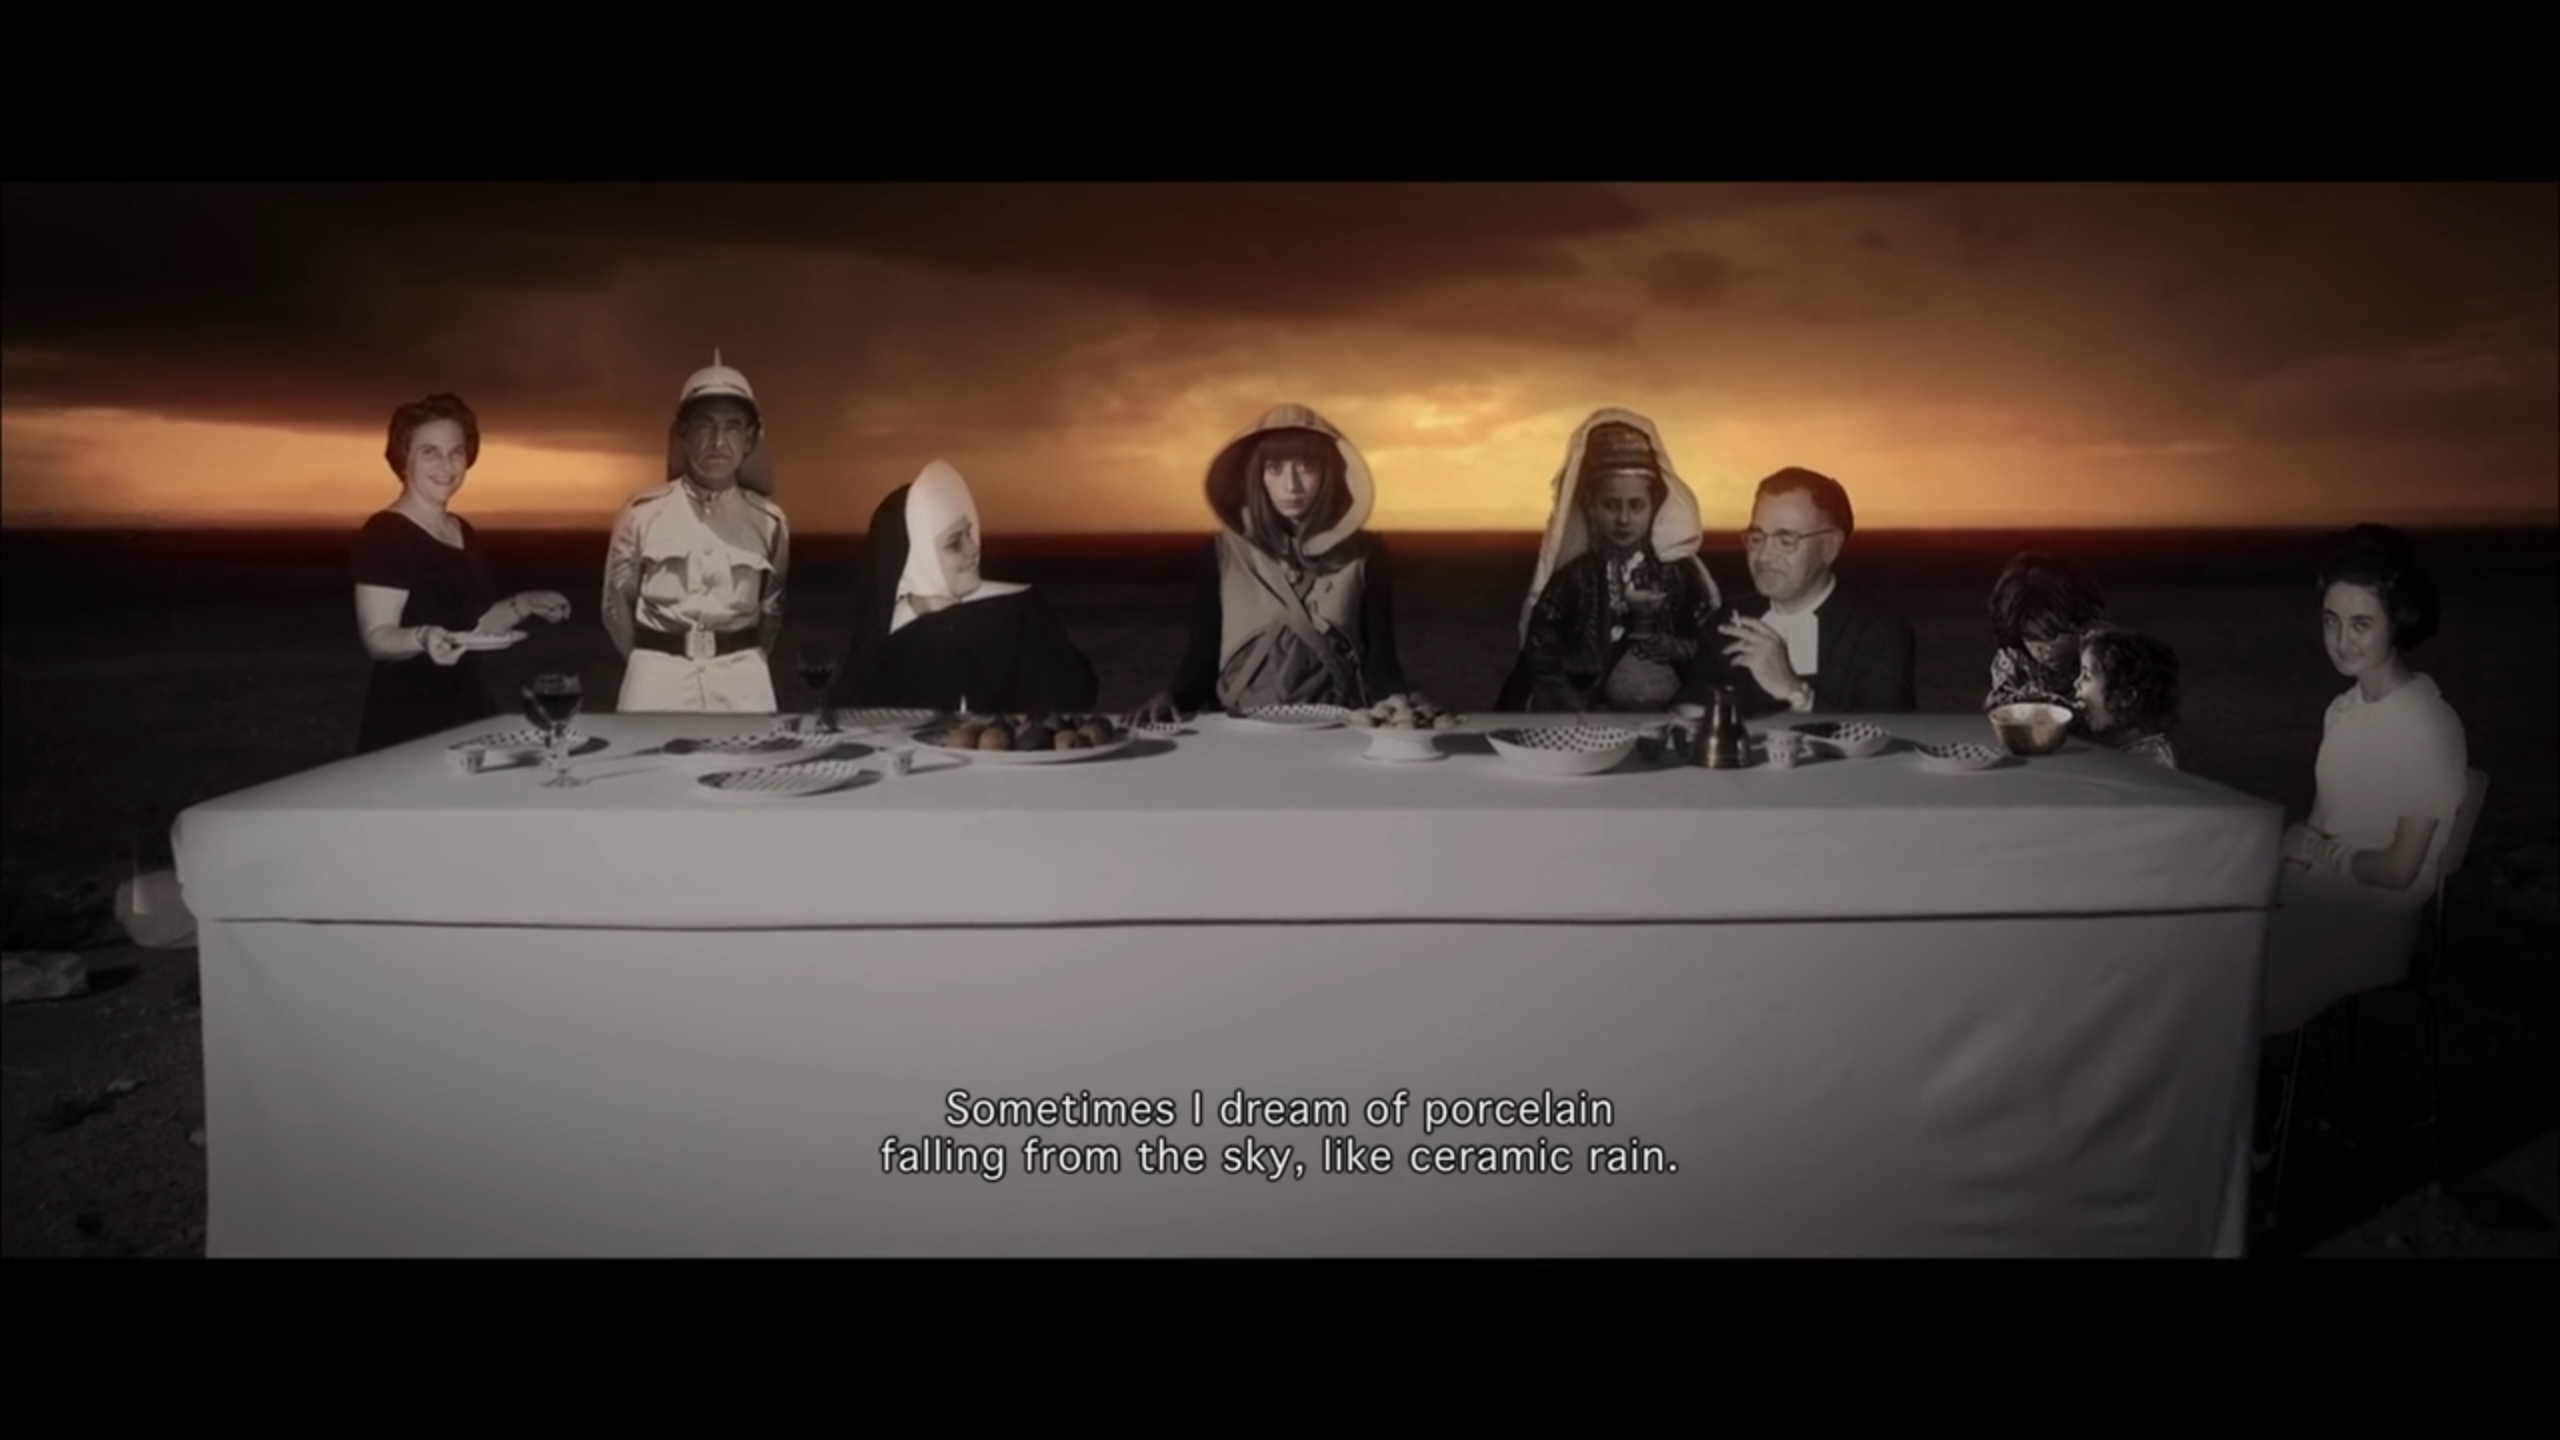 Sometimes I dream of porcelain
falling from the sky, like ceramic rain.